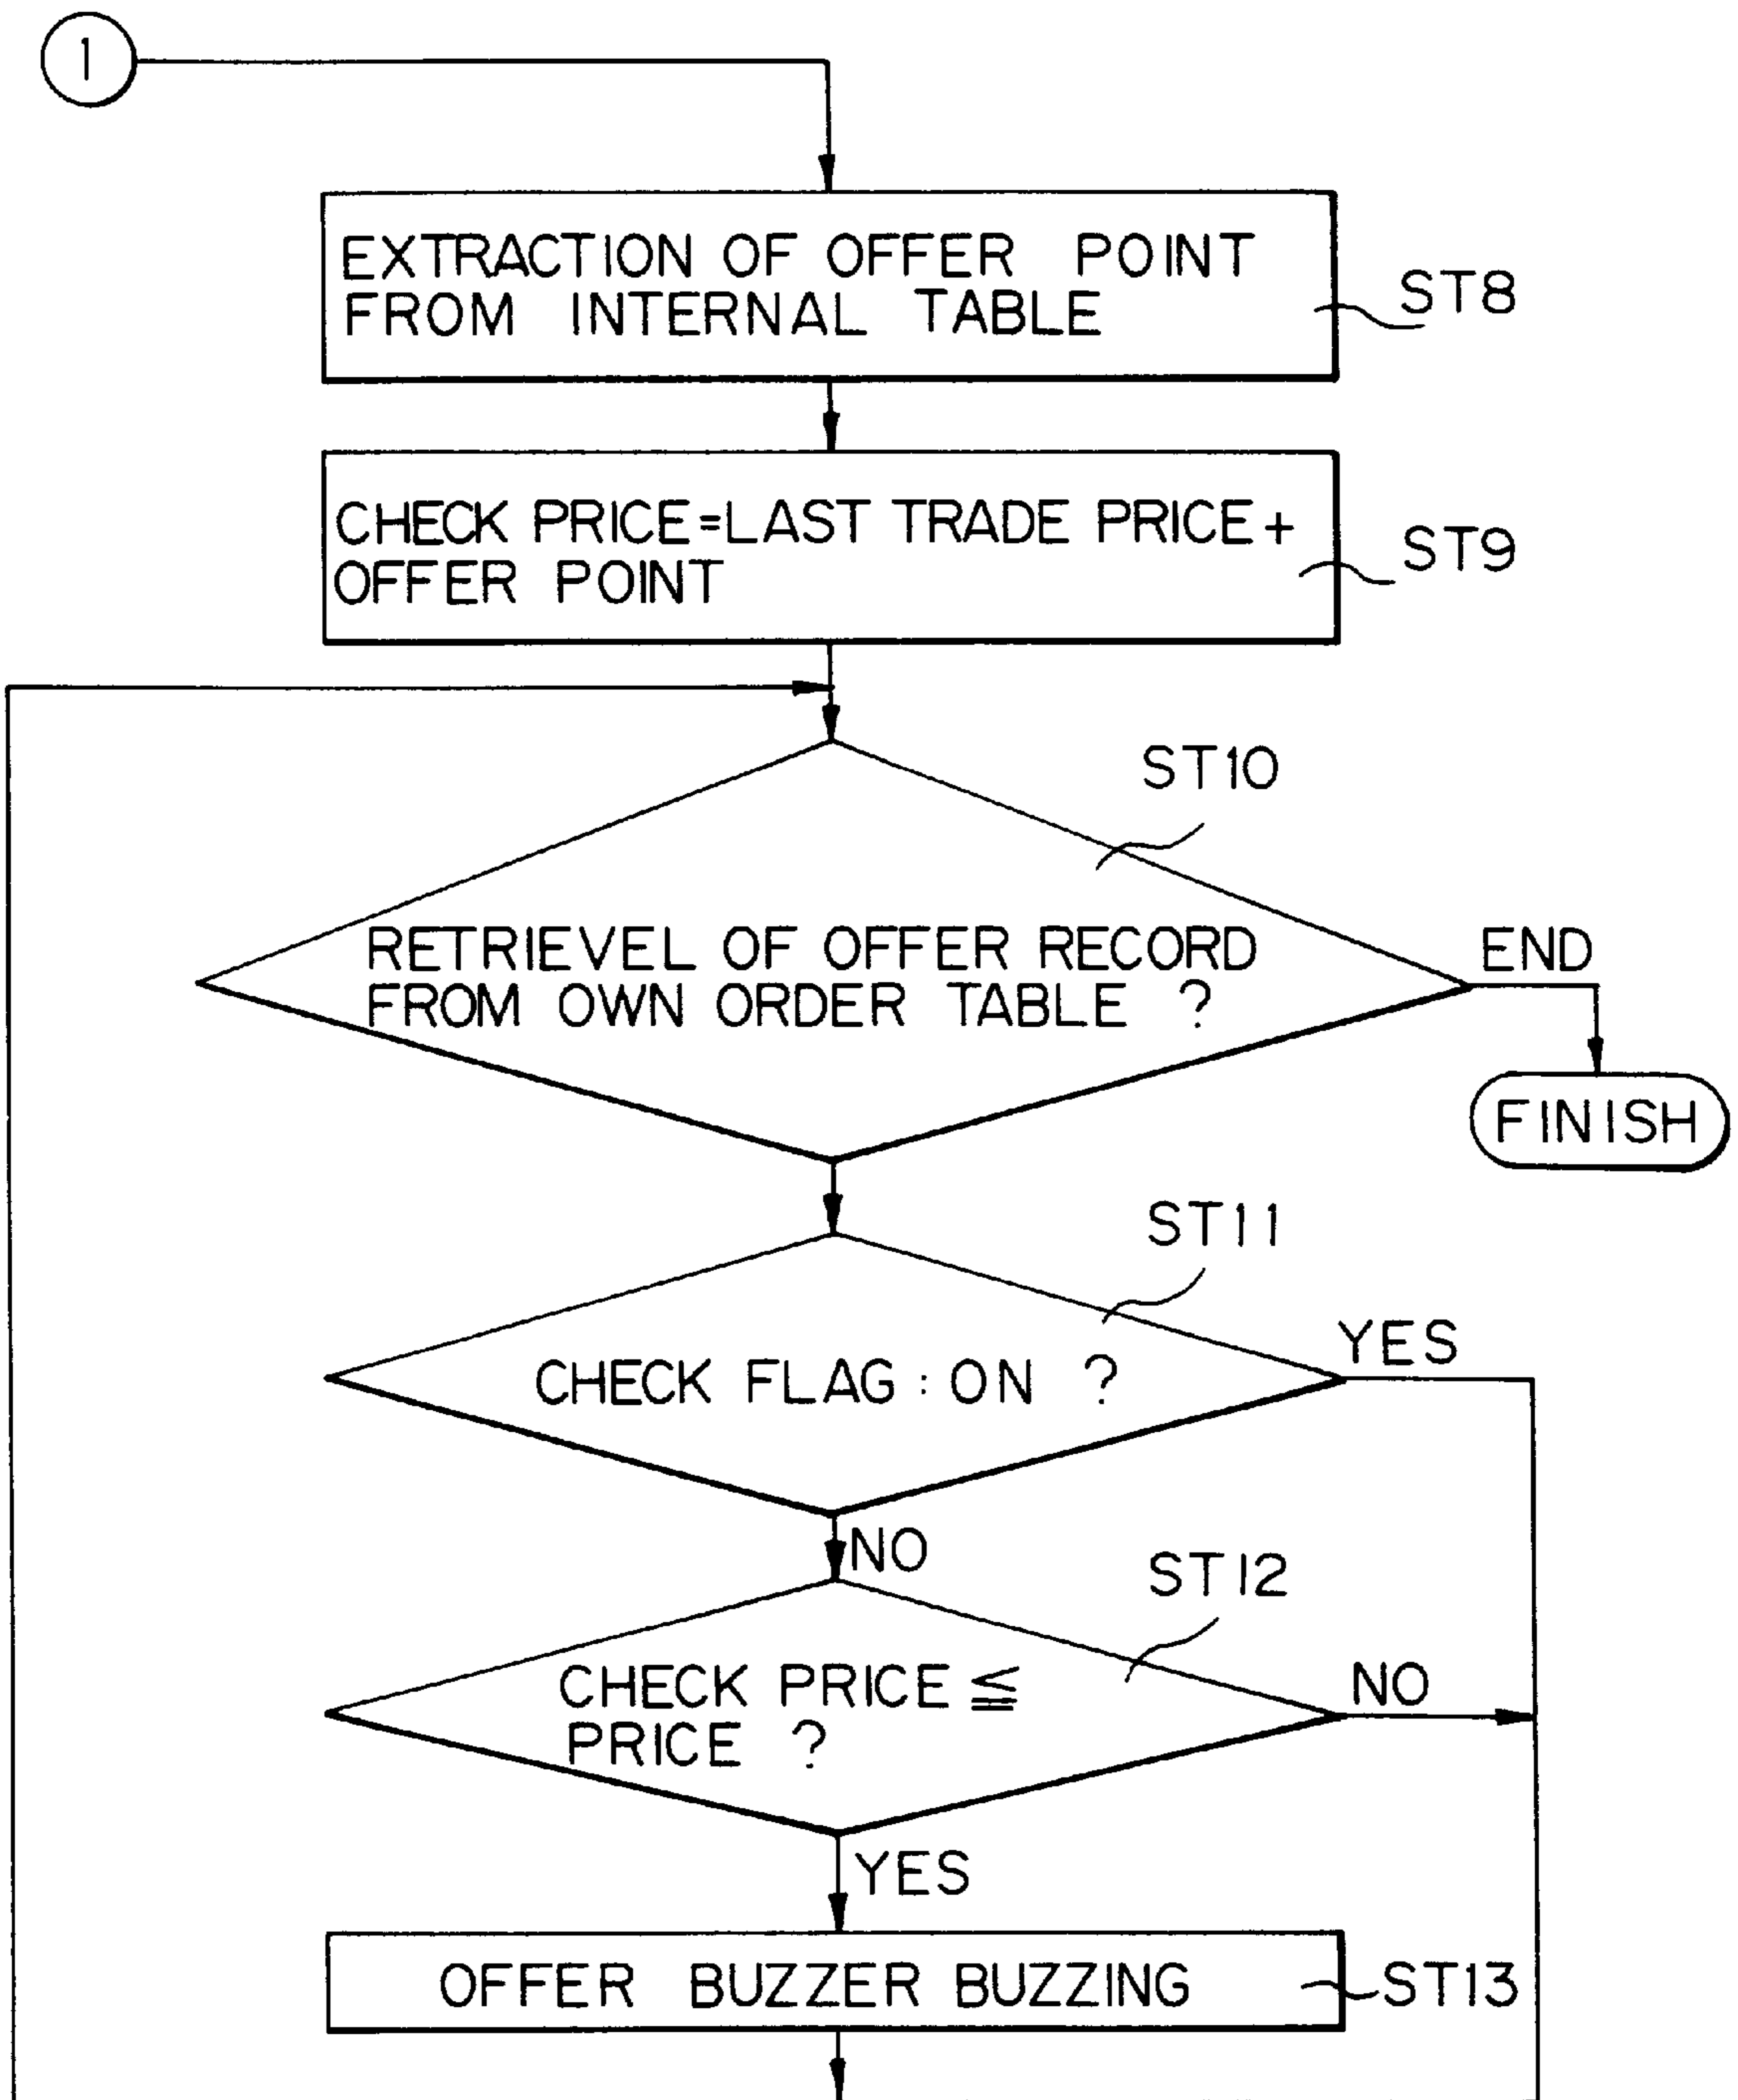 1
EXTRACTION OF OFFER POINT
FROM INTERNAL TABLE
ST8
CHECK PRICE=LAST TRADE PRICE+
OFFER POINT
ST9
ST10
RETRIEVEL OF OFFER RECORD
FROM OWN ORDER TABLE ?
END
FINISH
ST11
CHECK FLAG : ON ?
YES
NO
ST12
CHECK PRICE ≦
PRICE ?
NO
YES
OFFER BUZZER BUZZING
ST13